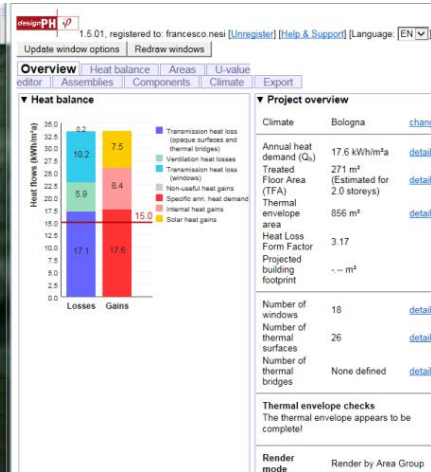 designPH
1.5.01, registered to: francesco.nesi [Unregister] [Help & Support] [Language: EN]
Update window options Redraw windows
Overview Heat balance Areas U-value
editor Assemblies Components Climate Export
▼ Heat balance
Heat flows (kWh/m²a)
35.0
32.5
30.0
27.5
25.0
22.5
20.0
17.5
15.0
12.5
10.0
7.5
5.0
2.5
0.0
0.2
10.2
5.9
17.1
7.5
8.4
17.6
15.0
Losses Gains
Transmission heat loss
(opaque surfaces and
thermal bridges)
Ventilation heat losses
Transmission heat loss
(windows)
Non-useful heat gains
Specific ann. heat demand
Internal heat gains
Solar heat gains
▼ Project overview
Climate Bologna
Annual heat
demand (Qh) 17.6 kWh/m²a
Treated
Floor Area
(TFA)
271 m²
(Estimated for
2.0 storeys)
Thermal
envelope
area
856 m²
Heat Loss
Form Factor 3.17
Projected
building
footprint
-.-- m²
Number of
windows 18
Number of
thermal
surfaces
26
Number of
thermal
bridges
None defined
Thermal envelope checks
The thermal envelope appears to be
complete!
Render
mode Render by Area Group